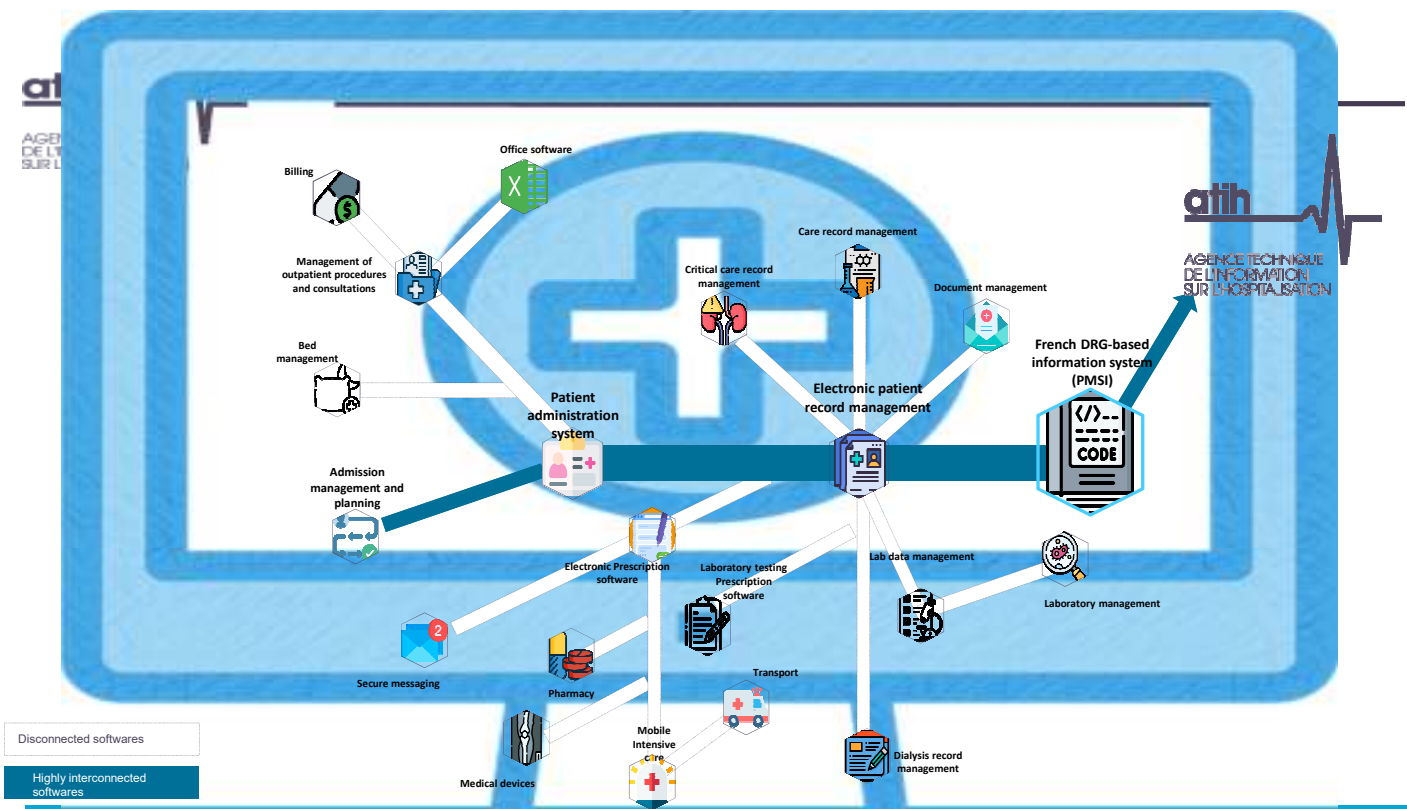 atih
AGENCE TECHNIQUE
DE L'INFORMATION
SUR L'HOSPITALISATION
Office software
Billing
Management of
outpatient procedures
and consultations
Care record management
Critical care record
management
Document management
Bed
management
French DRG-based
information system
(PMSI)
CODE
Electronic patient
record management
Patient
administration
system
Admission
management and
planning
Electronic Prescription
software
Laboratory testing
Prescription
software
Lab data management
Laboratory management
2
Secure messaging
Pharmacy
Transport
Medical devices
Mobile
Intensive
care
Dialysis record
management
Disconnected softwares
Highly interconnected
softwares